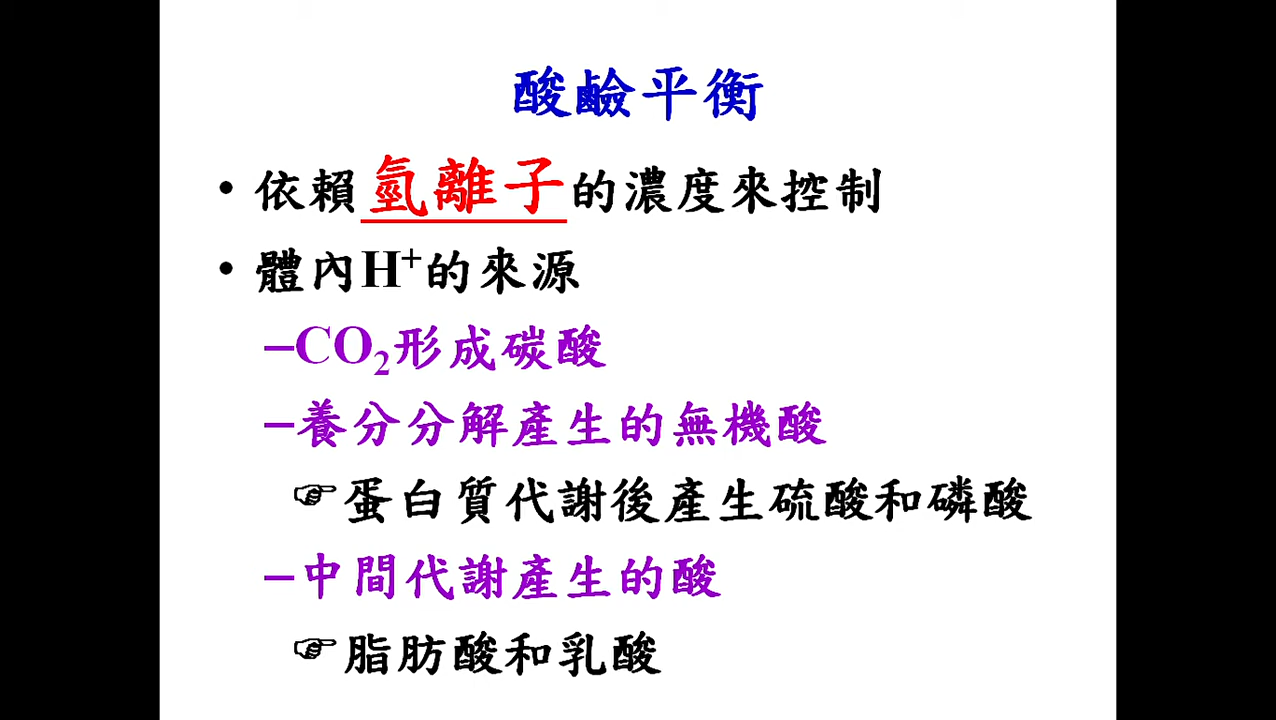 酸鹼平衡
• 依賴氫離子的濃度來控制
• 體內H⁺的來源
–CO₂形成碳酸
–養分分解產生的無機酸
☞蛋白質代謝後產生硫酸和磷酸
–中間代謝產生的酸
☞脂肪酸和乳酸